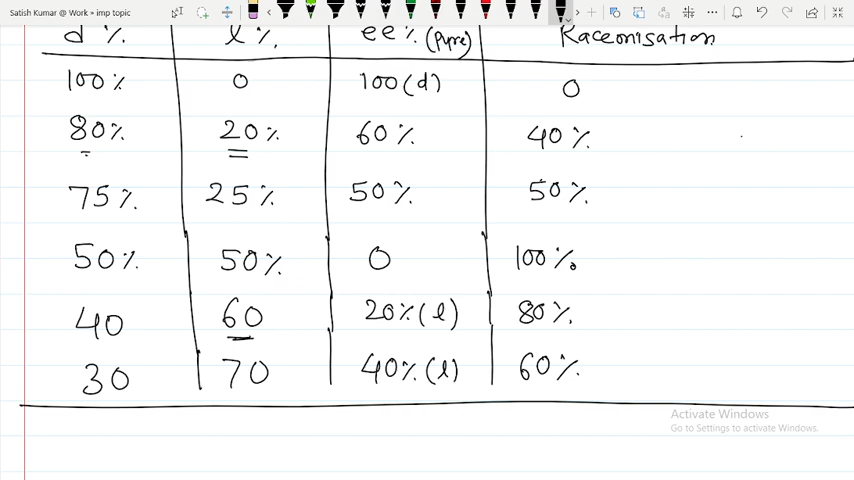 Satish Kumar @ Work » imp topic
d % l % ee % (Pure) Racemisation
100 % 0 100 (d) 0
80% 20% 60% 40%
75% 25% 50% 50%
50% 50% 0 100%
40 60 20% (l) 80%
30 70 40% (l) 60%
Activate Windows
Go to Settings to activate Windows.